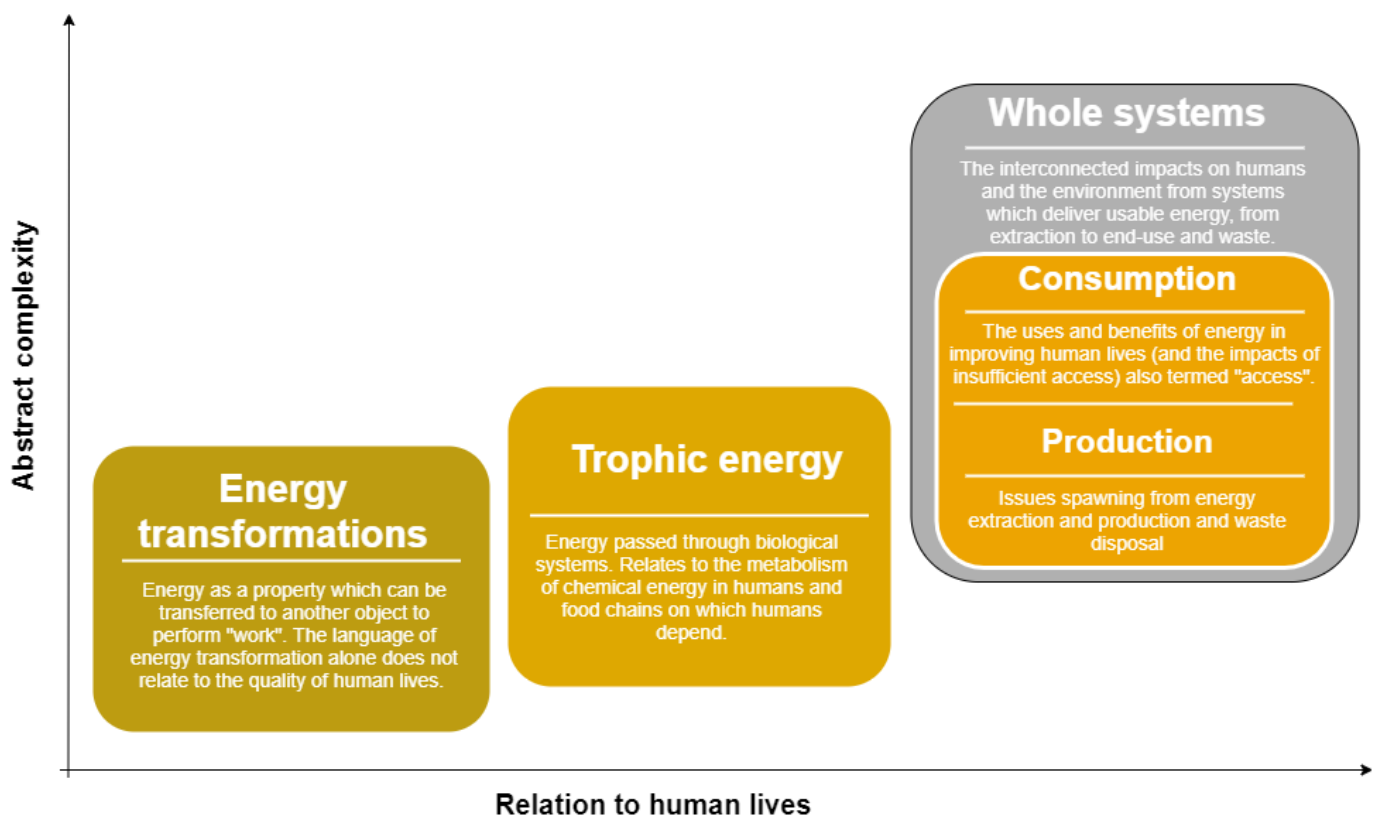 Abstract complexity
Whole systems
The interconnected impacts on humans
and the environment from systems
which deliver usable energy, from
extraction to end-use and waste.
Consumption
The uses and benefits of energy in
improving human lives (and the impacts of
insufficient access) also termed "access".
Production
Issues spawning from energy
extraction and production and waste
disposal
Trophic energy
Energy passed through biological
systems. Relates to the metabolism
of chemical energy in humans and
food chains on which humans
depend.
Energy
transformations
Energy as a property which can be
transferred to another object to
perform "work". The language of
energy transformation alone does not
relate to the quality of human lives.
Relation to human lives